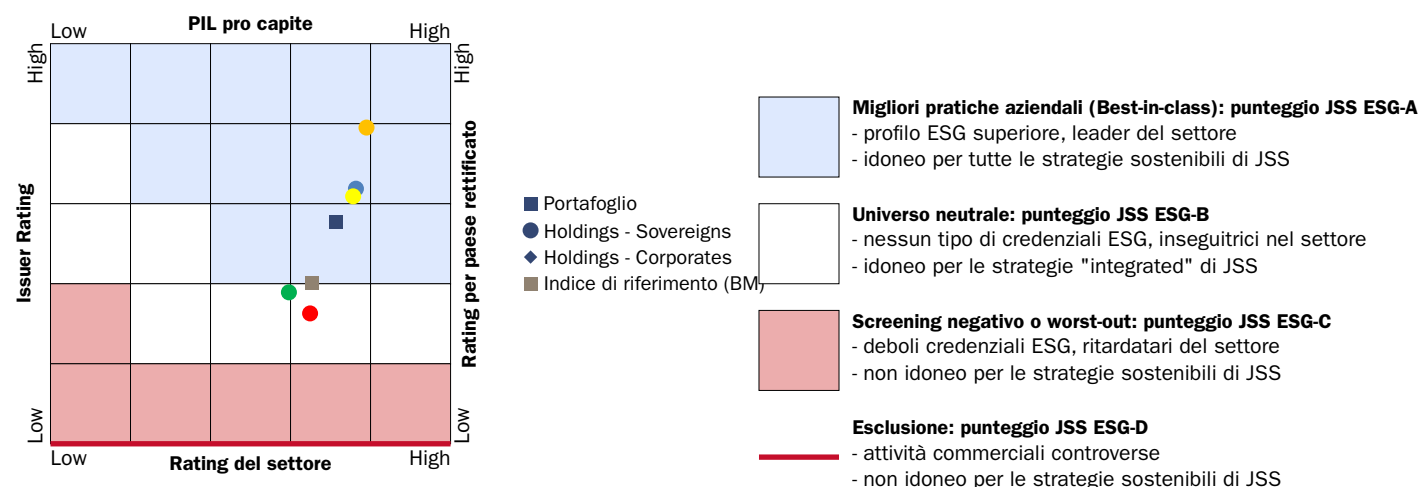 PIL pro capite
Low
High
High
High
Issuer Rating
Rating per paese rettificato
Low
Low
Low
High
Rating del settore
Portafoglio
Holdings - Sovereigns
Holdings - Corporates
Indice di riferimento (BM)
Migliori pratiche aziendali (Best-in-class): punteggio JSS ESG-A
- profilo ESG superiore, leader del settore
- idoneo per tutte le strategie sostenibili di JSS
Universo neutrale: punteggio JSS ESG-B
- nessun tipo di credenziali ESG, inseguitrici nel settore
- idoneo per le strategie "integrated" di JSS
Screening negativo o worst-out: punteggio JSS ESG-C
- deboli credenziali ESG, ritardatari del settore
- non idoneo per le strategie sostenibili di JSS
Esclusione: punteggio JSS ESG-D
- attività commerciali controverse
- non idoneo per le strategie sostenibili di JSS